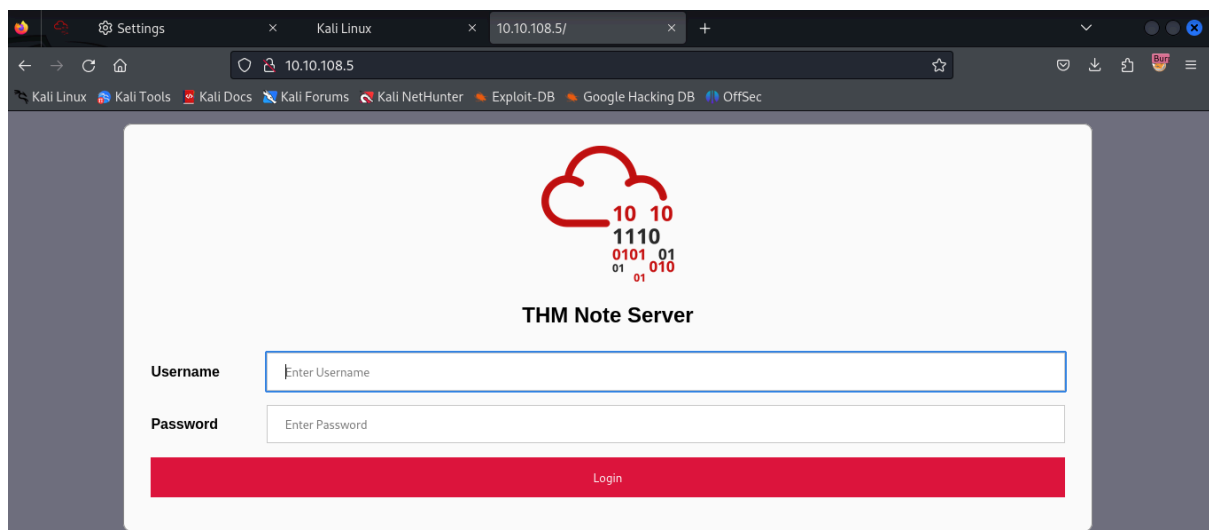 Settings Kali Linux 10.10.108.5/
10.10.108.5
Kali Linux Kali Tools Kali Docs Kali Forums Kali NetHunter Exploit-DB Google Hacking DB OffSec
10 10
1110
0101 01
01 010
01
THM Note Server
Username Enter Username
Password Enter Password
Login